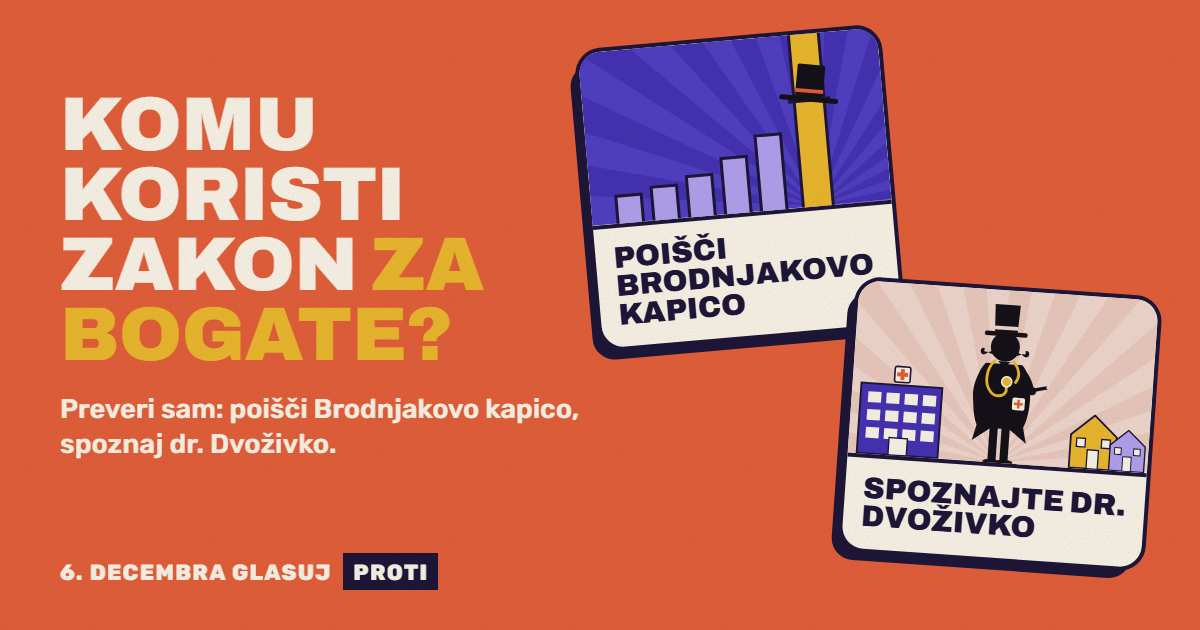 KOMU
KORISTI
ZAKON ZA
BOGATE?
Preveri sam: poišči Brodnjakovo kapico,
spoznaj dr. Dvoživko.
6. DECEMBRA GLASUJ PROTI
POIŠČI
BRODNJAKOVO
KAPICO
SPOZNAJTE DR.
DVOŽIVKO